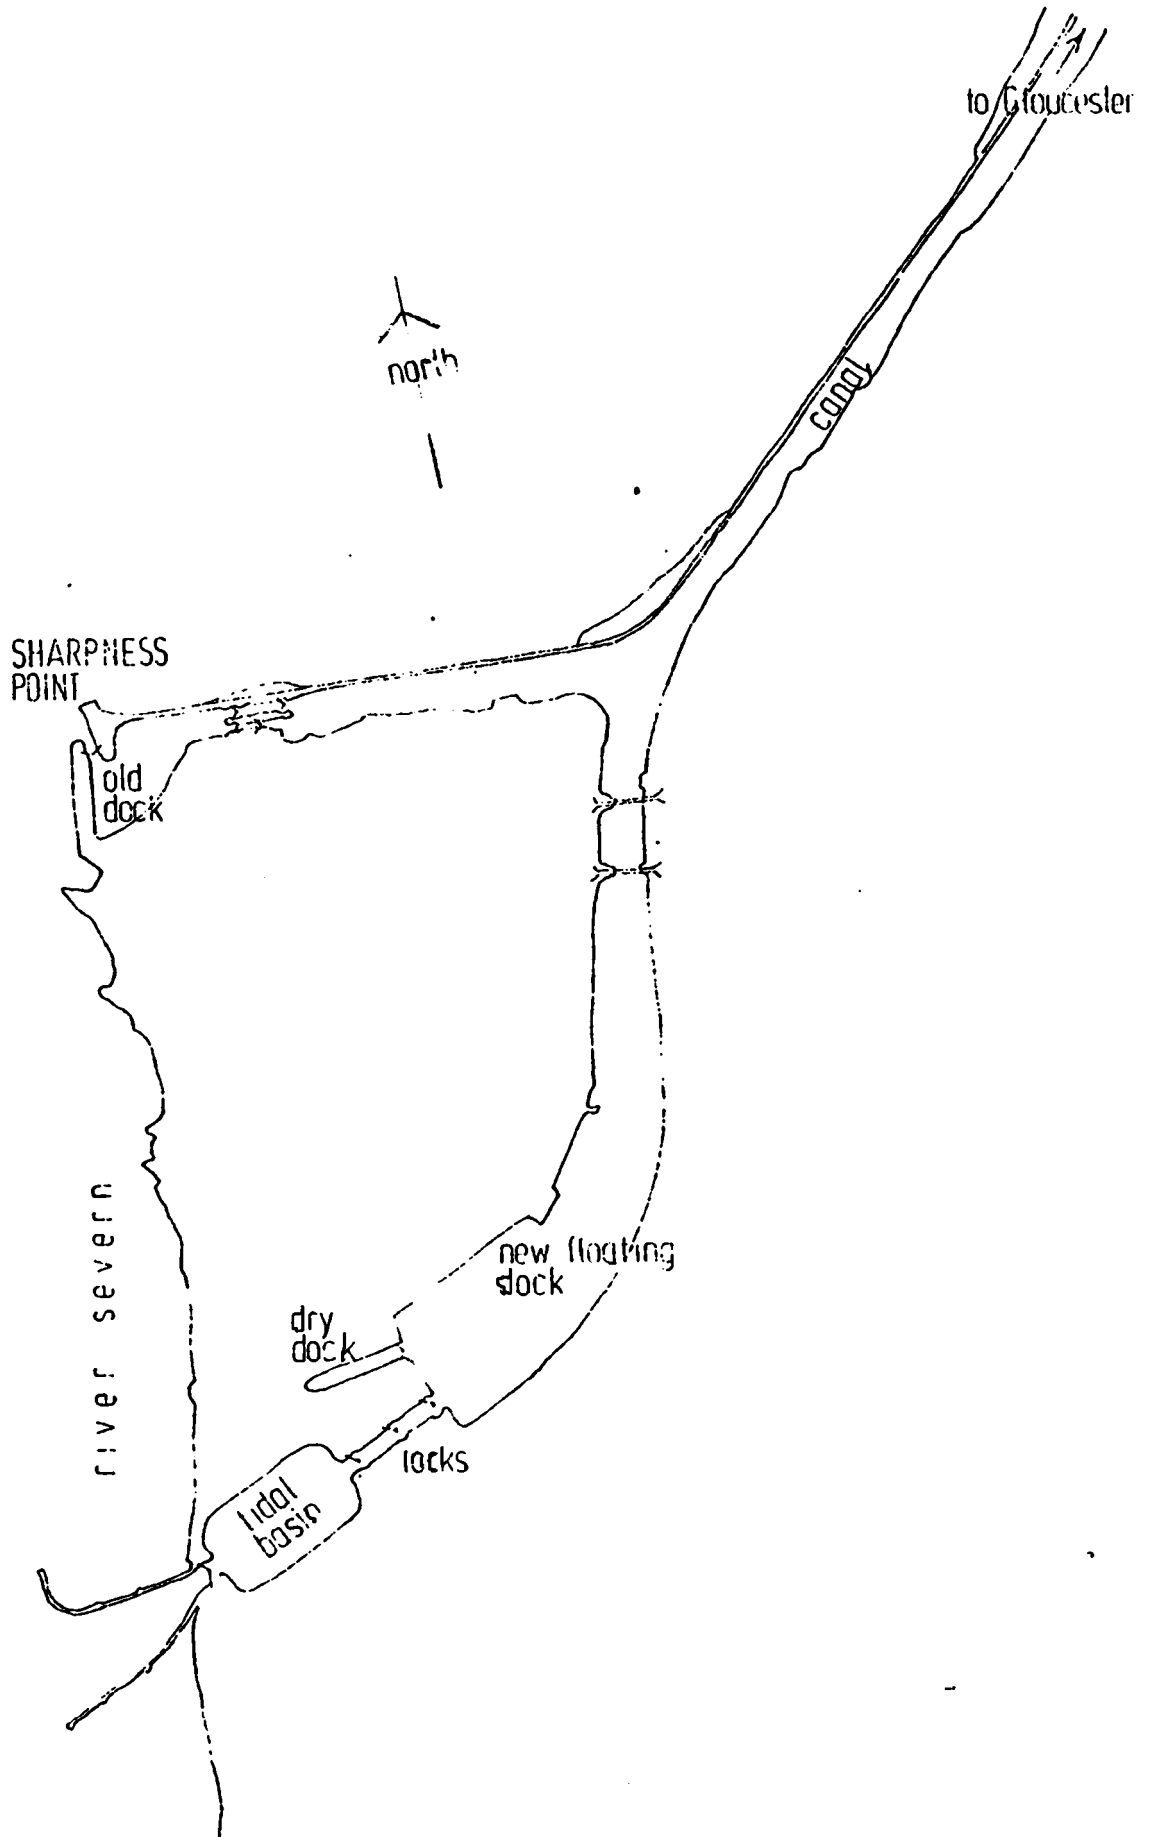 to Gloucester
north
canal
SHARPNESS
POINT
old
dock
river severn
new floating
dock
dry
dock
locks
tidal
basin